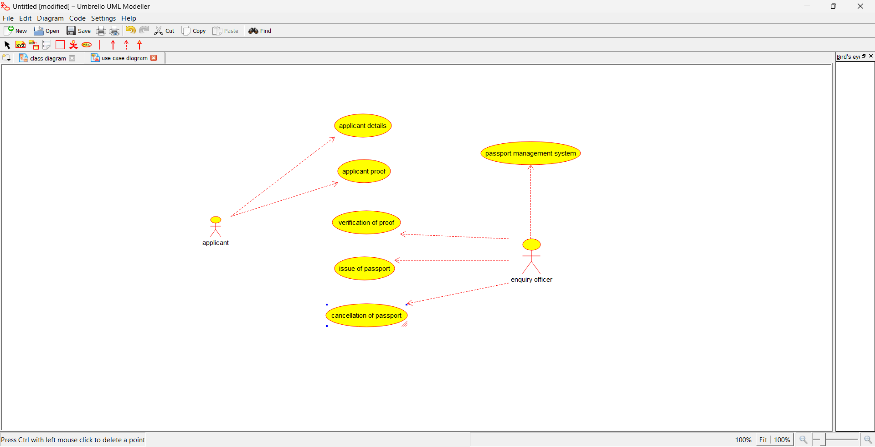 Untitled [modified] – Umbrello UML Modeller
File Edit Diagram Code Settings Help
New Open Save Cut Copy Paste Find
class diagram use case diagram
Bird's eye
applicant details
passport management system
applicant proof
verification of proof
applicant
issue of passport
enquiry officer
cancellation of passport
Press Ctrl with left mouse click to delete a point
100% Fit 100%